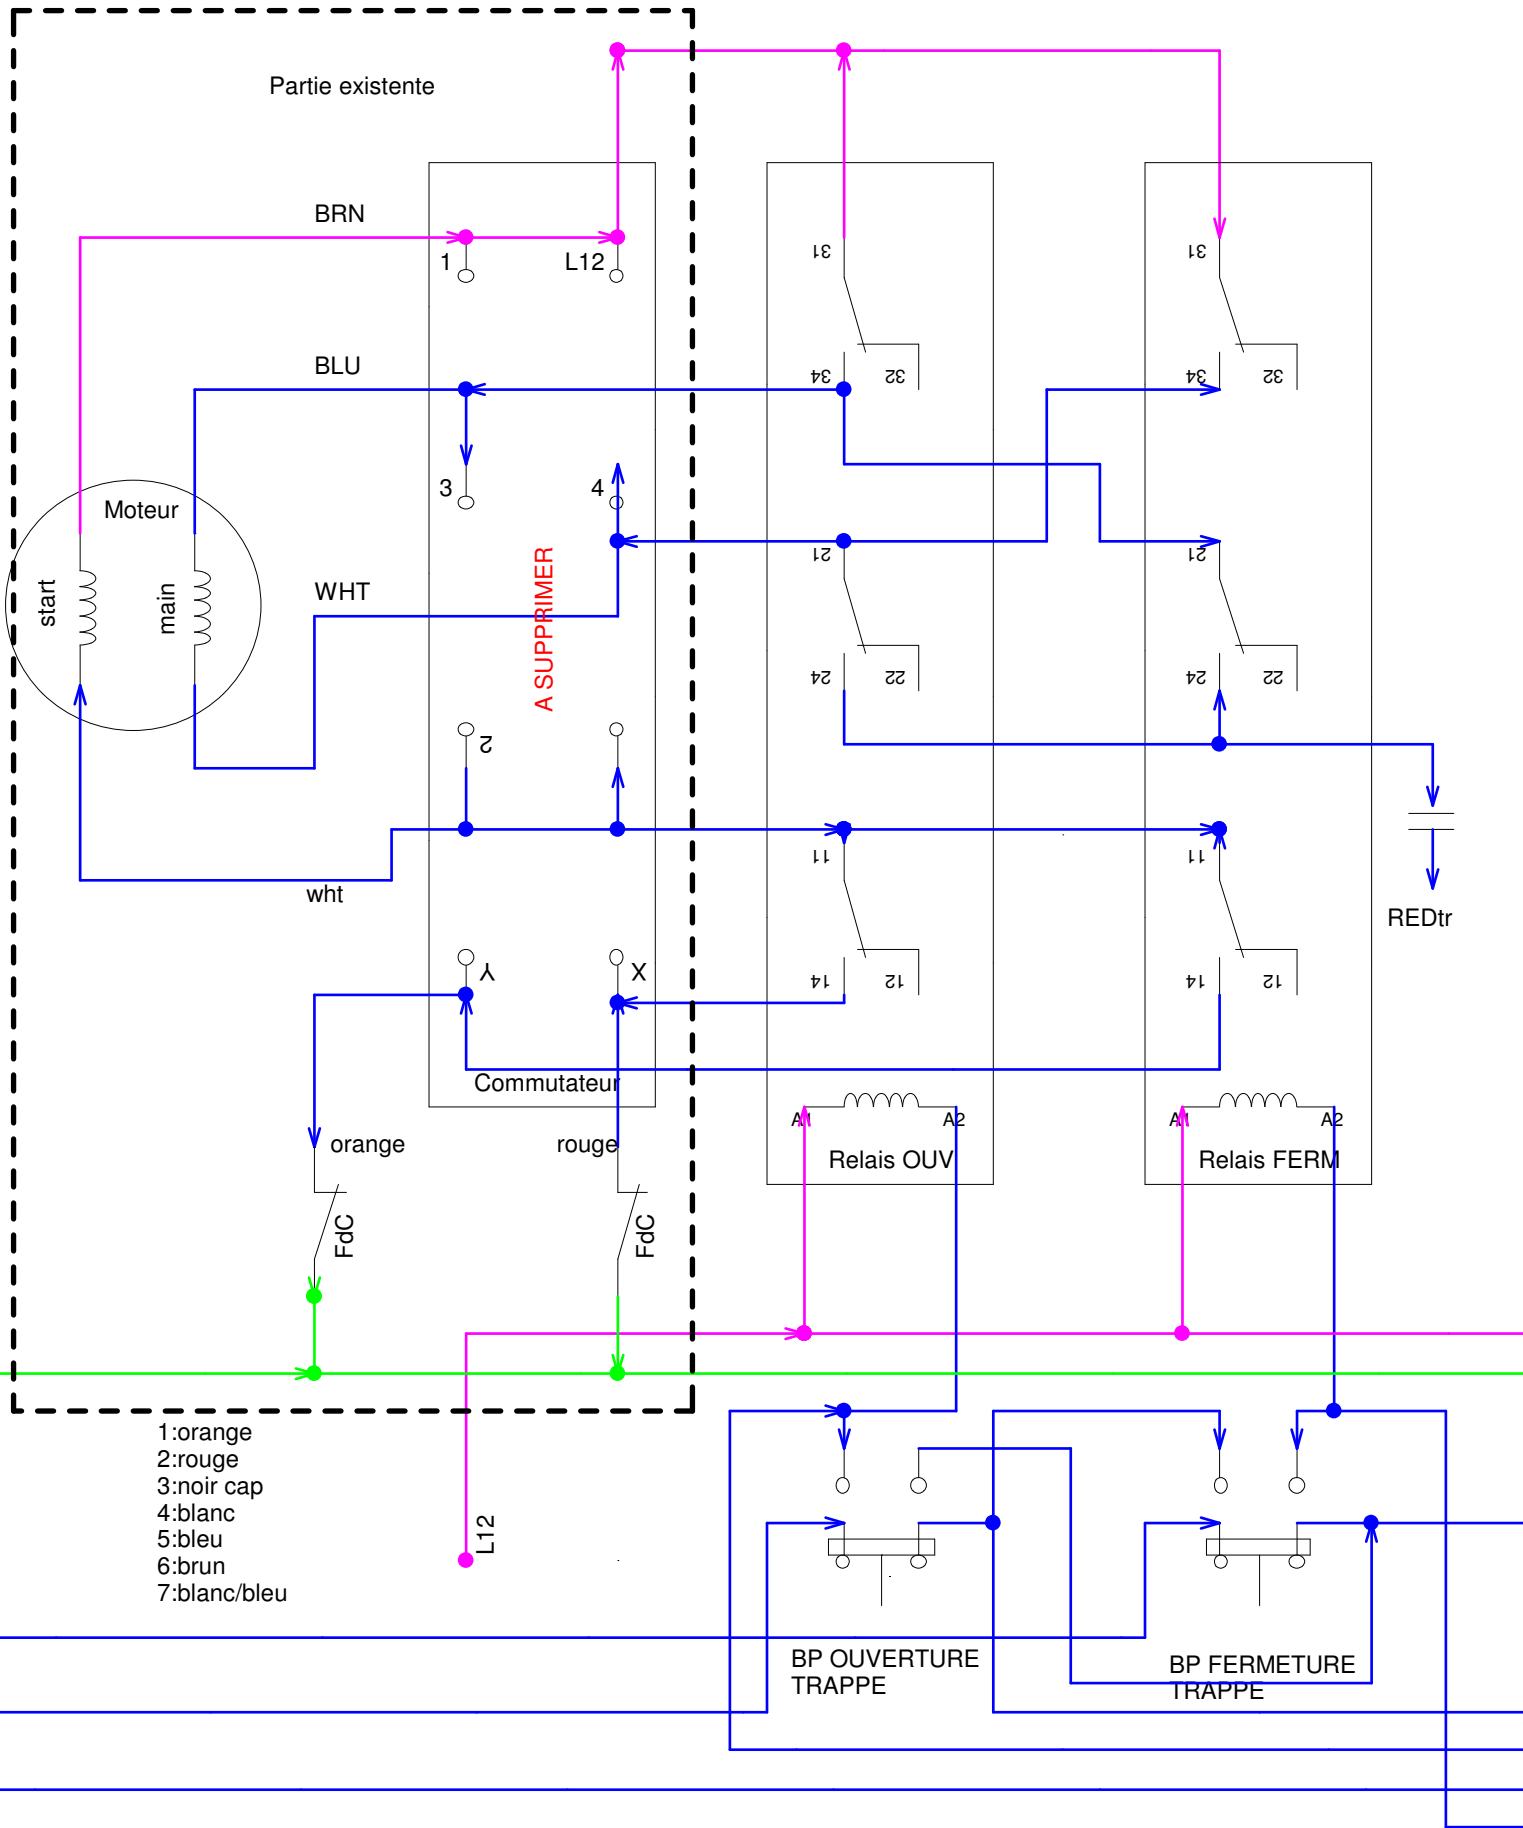 Partie existente
BRN
1
L12
31
31
BLU
34
32
34
32
3
4
Moteur
21
21
start
main
WHT
A SUPPRIMER
24
22
24
22
2
11
11
wht
REDtr
Y
X
14
12
14
12
Commutateur
A1
A2
A1
A2
orange
rouge
Relais OUV
Relais FERM
FdC
FdC
1:orange
2:rouge
3:noir cap
4:blanc
5:bleu
6:brun
7:blanc/bleu
L12
BP OUVERTURE
TRAPPE
BP FERMETURE
TRAPPE